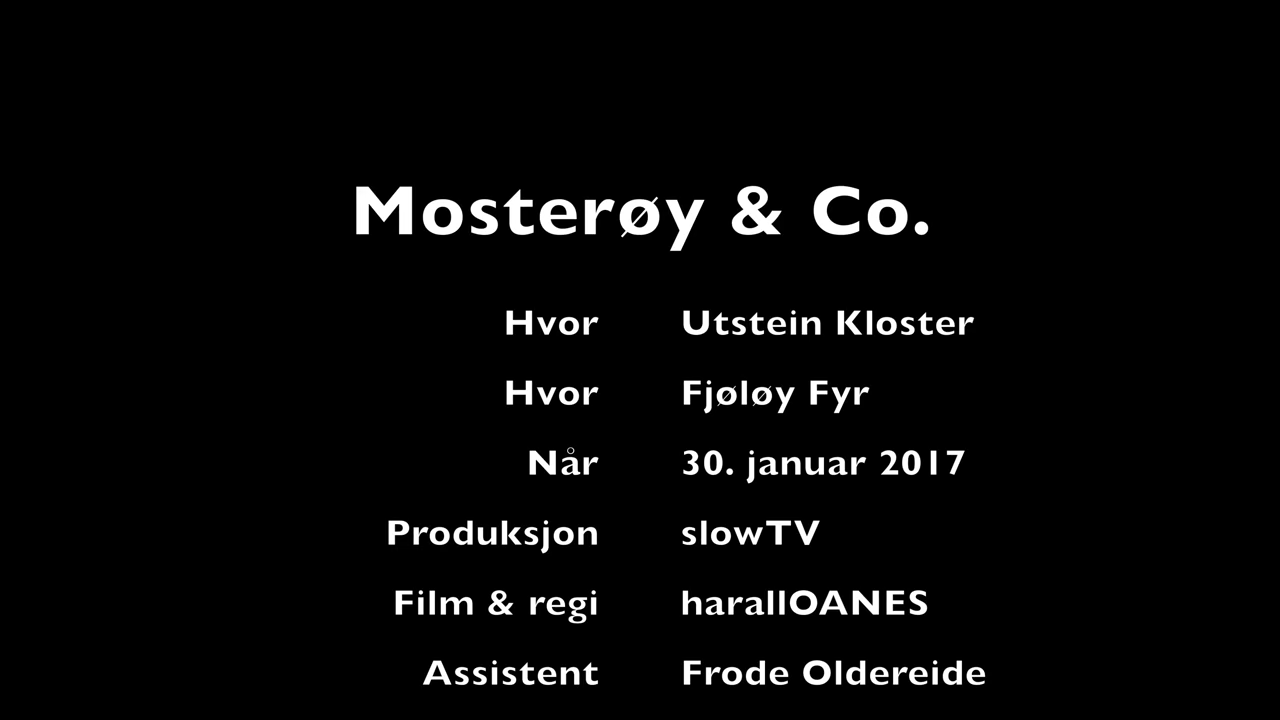 Mosterøy & Co.
Hvor Utstein Kloster
Hvor Fjøløy Fyr
Når 30. januar 2017
Produksjon slowTV
Film & regi harallOANES
Assistent Frode Oldereide